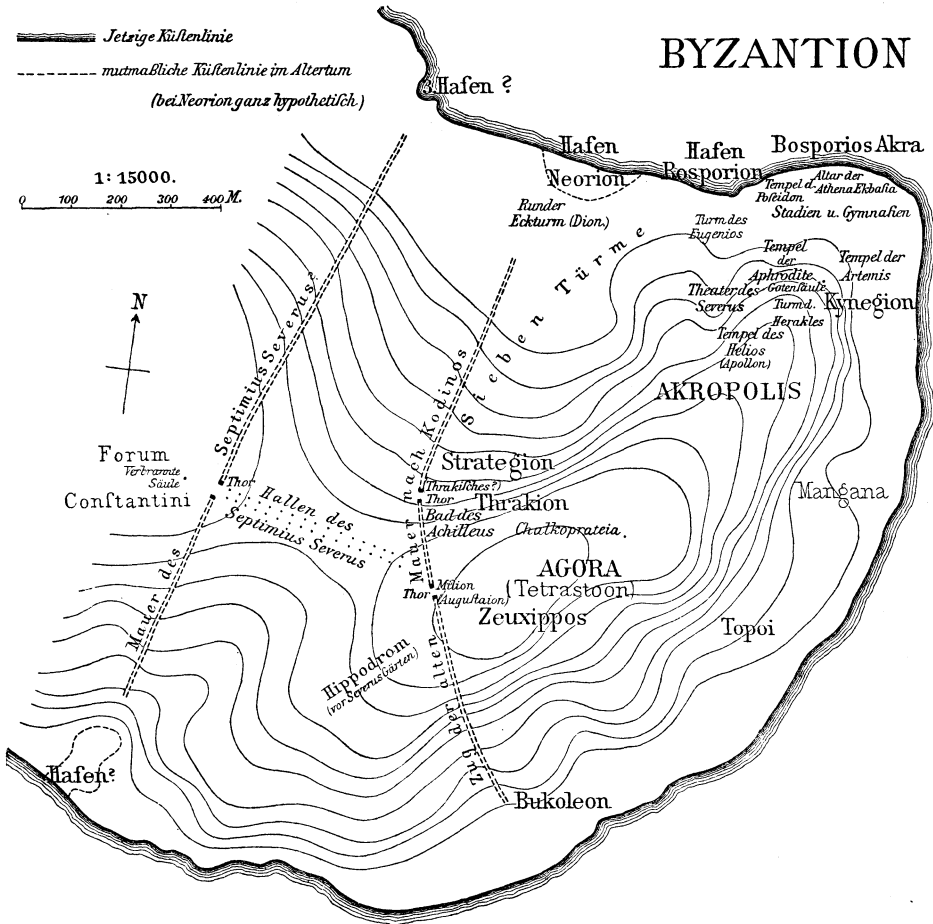 BYZANTION
Jetzige Küſtenlinie
mutmaßliche Küſtenlinie im Altertum
(bei Neorion ganz hypothetiſch)
1:15000.
0 100 200 300 400 M.
N
3. Hafen ?
Hafen
Neorion
Runder
Eckturm (Dion.)
Hafen
Bosporion
Bosporios Akra
Tempel d.
Poſeidon
Altar der
Athena Ekbaſia
Stadien u. Gymnaſien
Turm des
Eugenios
Tempel
der
Aphrodite
Tempel der
Artemis
Gotenſäule
Theater des
Severus
Turm d.
Herakles
Kynegion
Tempel des
Helios
(Apollon)
AKROPOLIS
Sieben Türme
Mauer des Septimius Severus?
Zug der alten Mauer nach Kodinos
Forum
Conſtantini
Verbrannte
Säule
Thor
Hallen des
Septimius Severus
Strategion
(Thrakiſches?)
Thor
Thrakion
Bad des
Achilleus
Chalkoprateia
Mangana
AGORA
(Tetrastoon)
Thor
Milion
(Auguſtaion)
Zeuxippos
Topoi
Hippodrom
(vor Severus Gärten)
Hafen?
Bukoleon